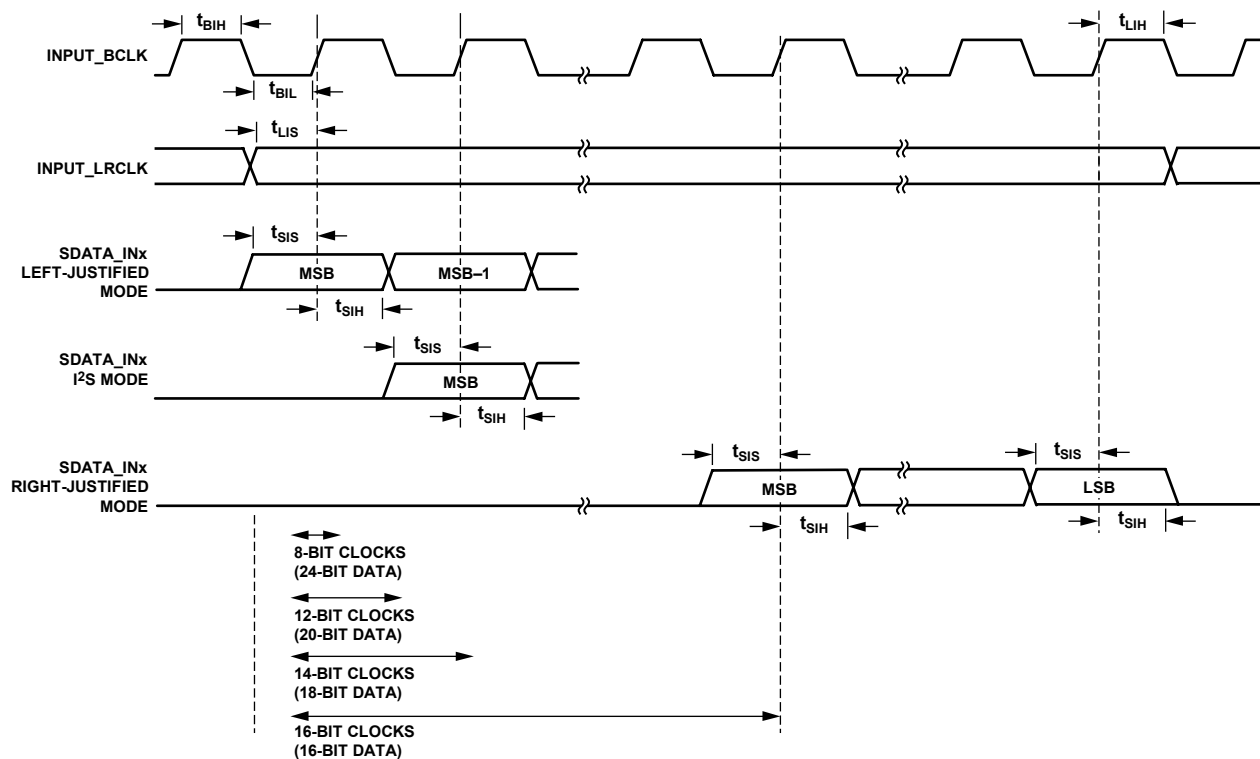 tBIH
tLIH
INPUT_BCLK
tBIL
tLIS
INPUT_LRCLK
tSIS
SDATA_INx
LEFT-JUSTIFIED
MODE
MSB
MSB–1
tSIH
tSIS
SDATA_INx
I2S MODE
MSB
tSIH
tSIS
tSIS
SDATA_INx
RIGHT-JUSTIFIED
MODE
MSB
LSB
tSIH
tSIH
8-BIT CLOCKS
(24-BIT DATA)
12-BIT CLOCKS
(20-BIT DATA)
14-BIT CLOCKS
(18-BIT DATA)
16-BIT CLOCKS
(16-BIT DATA)